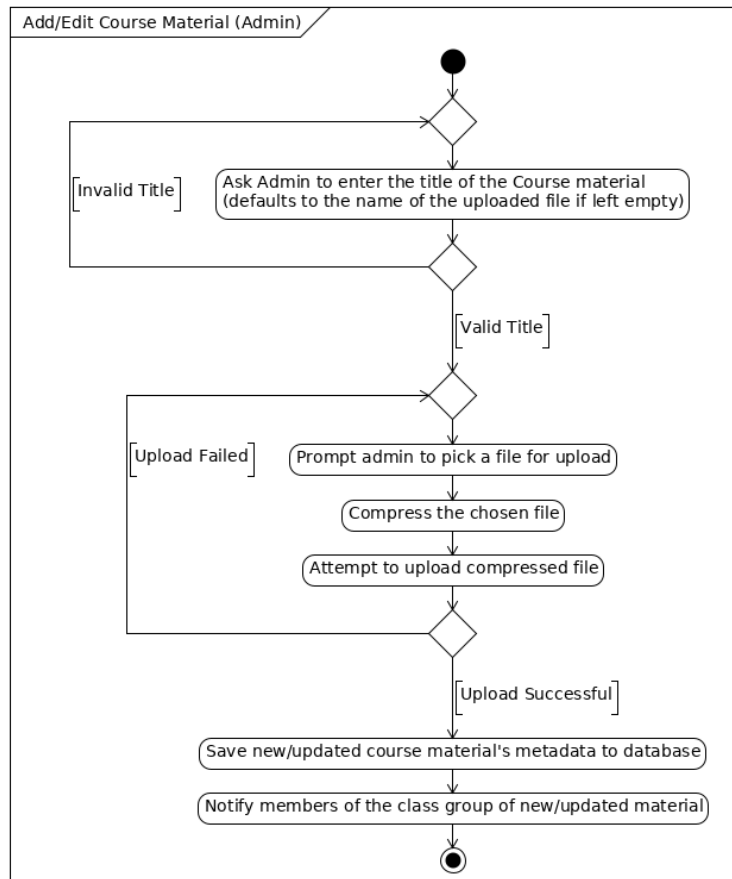 Add/Edit Course Material (Admin)
[Invalid Title]
Ask Admin to enter the title of the Course material
(defaults to the name of the uploaded file if left empty)
[Valid Title]
[Upload Failed]
Prompt admin to pick a file for upload
Compress the chosen file
Attempt to upload compressed file
[Upload Successful]
Save new/updated course material's metadata to database
Notify members of the class group of new/updated material